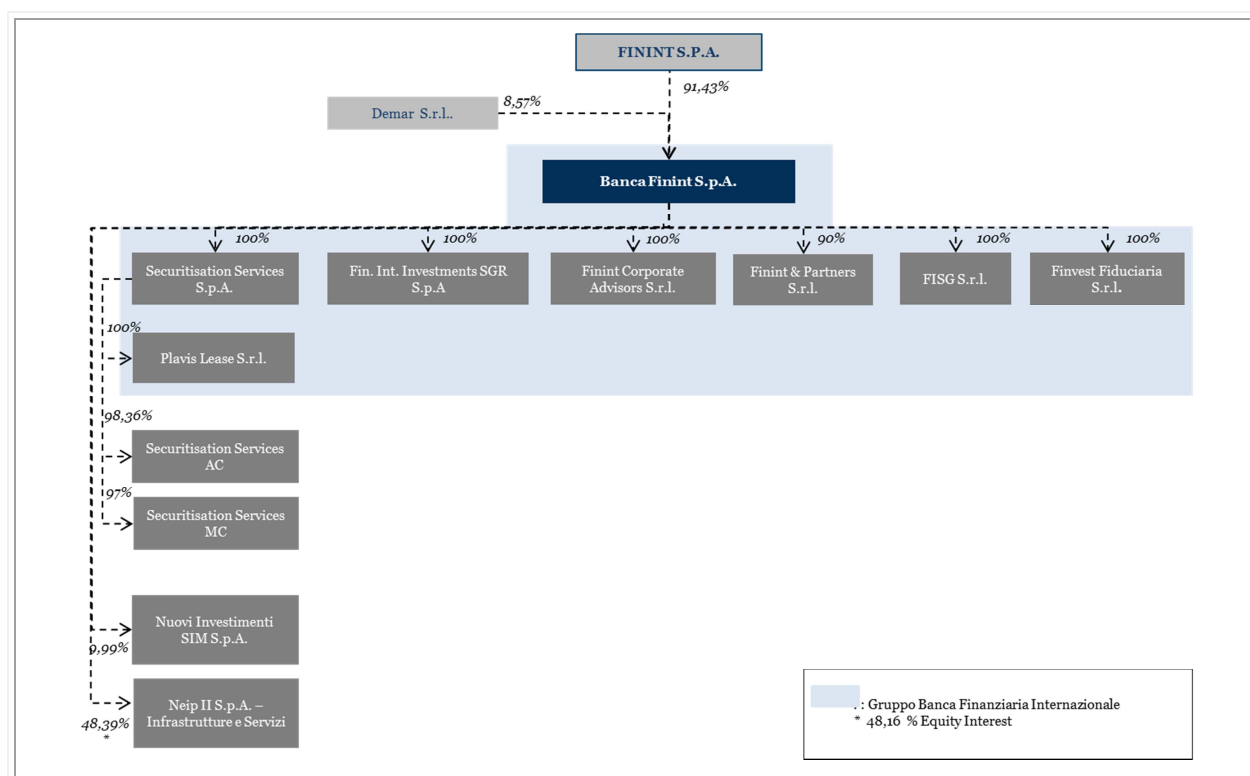 FININT S.P.A.
91,43%
8,57%
Demar S.r.l..
Banca Finint S.p.A.
100%
100%
100%
90%
100%
100%
Securitisation Services
S.p.A.
Fin. Int. Investments SGR
S.p.A
Finint Corporate
Advisors S.r.l.
Finint & Partners
S.r.l.
FISG S.r.l.
Finvest Fiduciaria
S.r.l.
100%
Plavis Lease S.r.l.
98,36%
Securitisation Services
AC
97%
Securitisation Services
MC
Nuovi Investimenti
SIM S.p.A.
9,99%
Neip II S.p.A. –
Infrastrutture e Servizi
48,39%
*
: Gruppo Banca Finanziaria Internazionale
* 48,16 % Equity Interest